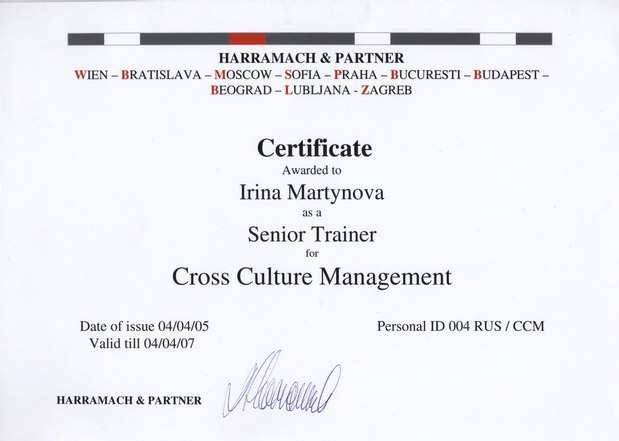 HARRAMACH & PARTNER
WIEN – BRATISLAVA – MOSCOW – SOFIA – PRAHA – BUCURESTI – BUDAPEST –
BEOGRAD – LUBLJANA - ZAGREB
Certificate
Awarded to
Irina Martynova
as a
Senior Trainer
for
Cross Culture Management
Date of issue 04/04/05
Personal ID 004 RUS / CCM
Valid till 04/04/07
HARRAMACH & PARTNER